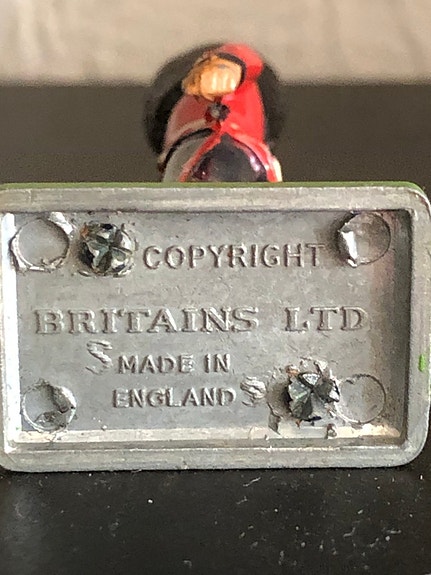 COPYRIGHT
BRITAINS LTD
S MADE IN
ENGLAND S